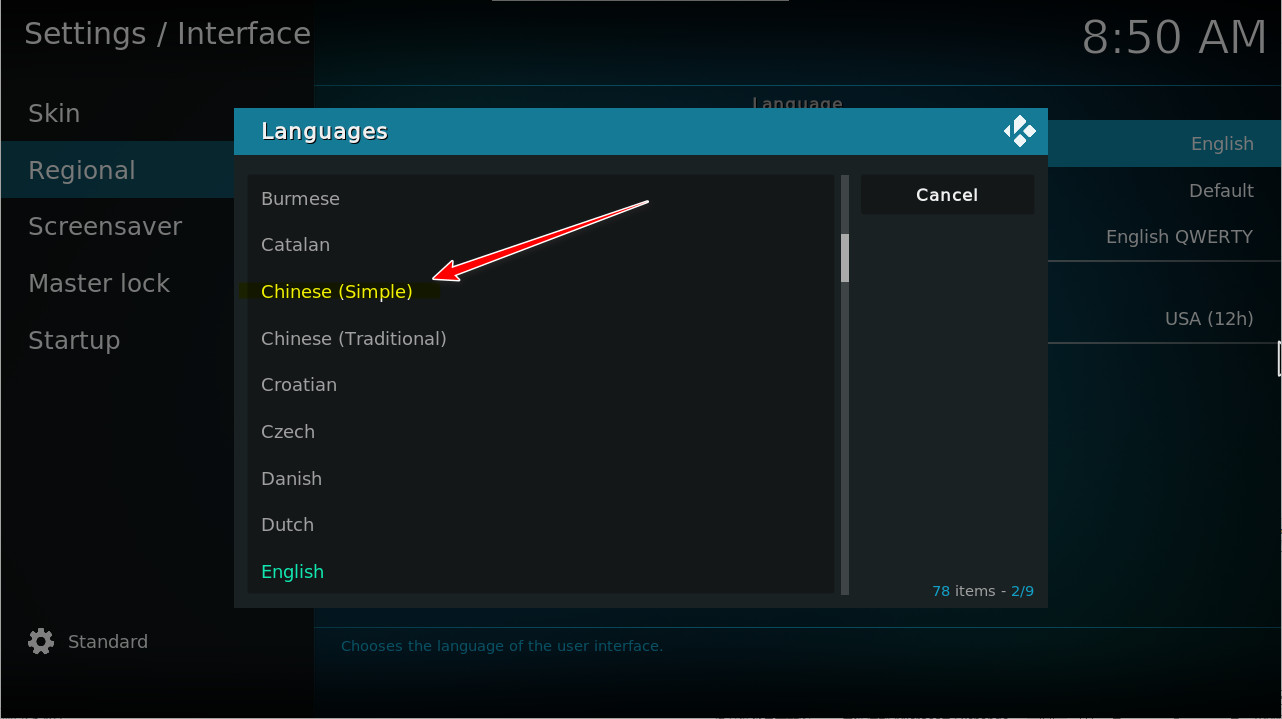 Settings / Interface
8:50 AM
Skin
Regional
Screensaver
Master lock
Startup
Standard
Language
English
Default
English QWERTY
USA (12h)
Languages
Burmese
Catalan
Chinese (Simple)
Chinese (Traditional)
Croatian
Czech
Danish
Dutch
English
Cancel
78 items - 2/9
Chooses the language of the user interface.